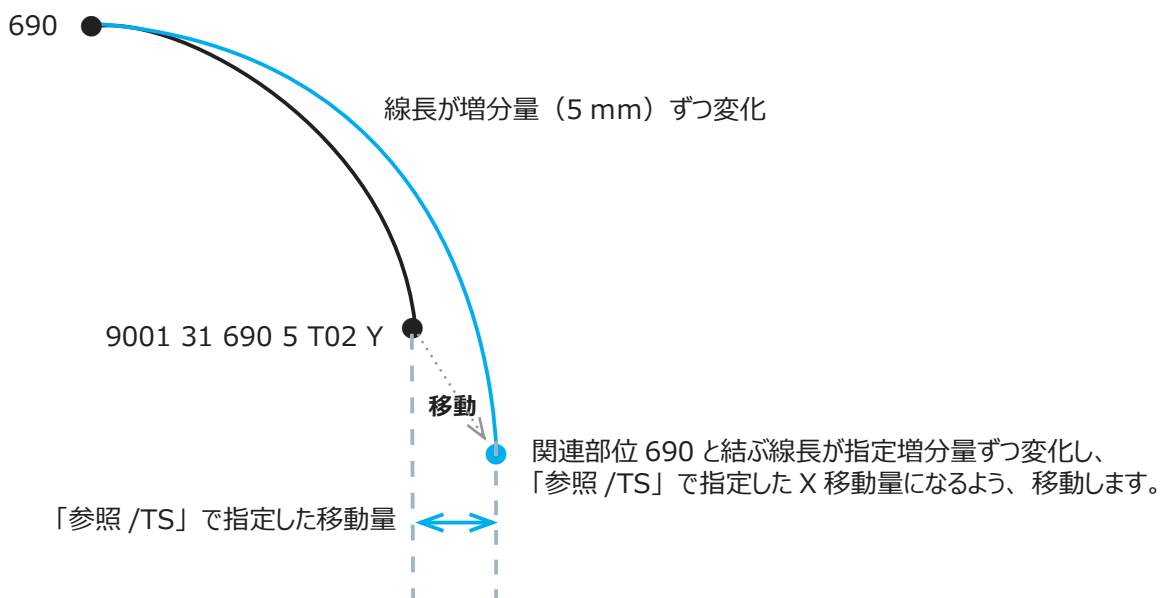 690
線長が増分量（5 mm）ずつ変化
9001 31 690 5 T02 Y
移動
関連部位 690 と結ぶ線長が指定増分量ずつ変化し、
「参照 /TS」で指定した X 移動量になるよう、移動します。
「参照 /TS」で指定した移動量